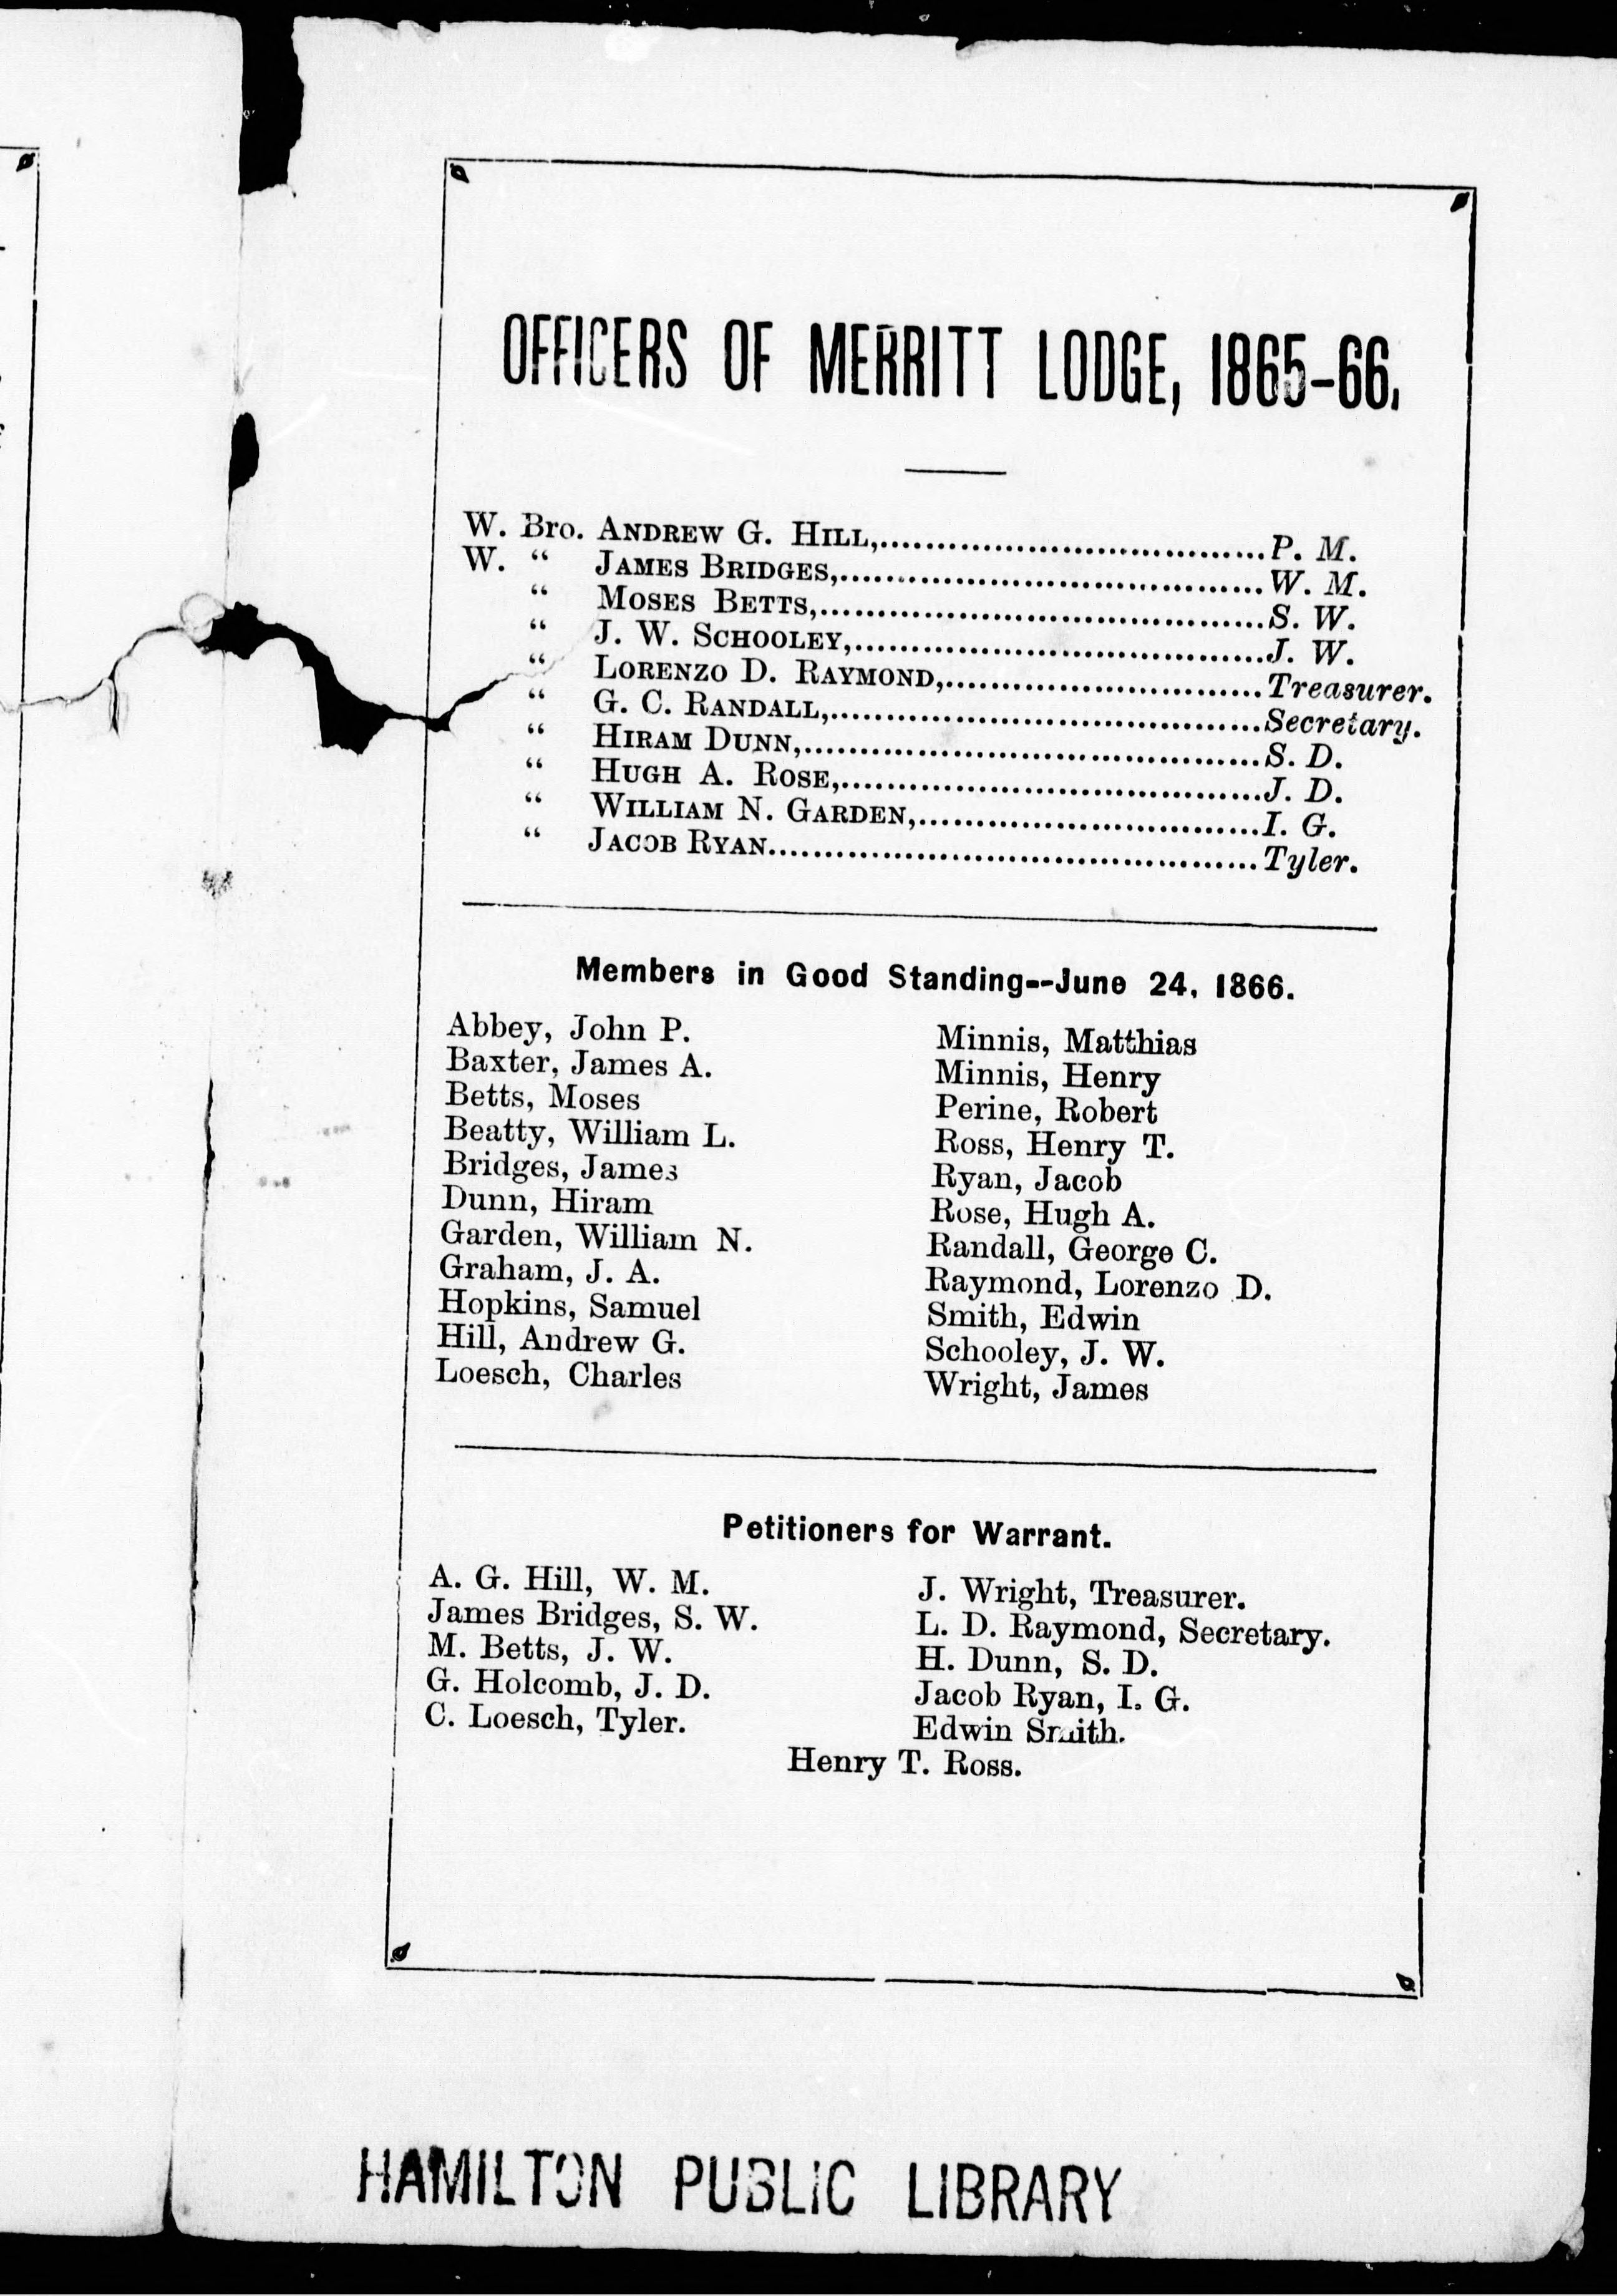 OFFICERS OF MERRITT LODGE, 1865-66.
W. Bro. ANDREW G. HILL,........................................P. M.
W. “ JAMES BRIDGES,........................................W. M.
“ MOSES BETTS,........................................S. W.
“ J. W. SCHOOLEY,........................................J. W.
“ LORENZO D. RAYMOND,..............................Treasurer.
“ G. C. RANDALL,........................................Secretary.
“ HIRAM DUNN,........................................S. D.
“ HUGH A. ROSE,........................................J. D.
“ WILLIAM N. GARDEN,..............................I. G.
“ JACOB RYAN........................................Tyler.
Members in Good Standing--June 24, 1866.
Abbey, John P.
Baxter, James A.
Betts, Moses
Beatty, William L.
Bridges, James
Dunn, Hiram
Garden, William N.
Graham, J. A.
Hopkins, Samuel
Hill, Andrew G.
Loesch, Charles
Minnis, Matthias
Minnis, Henry
Perine, Robert
Ross, Henry T.
Ryan, Jacob
Rose, Hugh A.
Randall, George C.
Raymond, Lorenzo D.
Smith, Edwin
Schooley, J. W.
Wright, James
Petitioners for Warrant.
A. G. Hill, W. M.
James Bridges, S. W.
M. Betts, J. W.
G. Holcomb, J. D.
C. Loesch, Tyler.
J. Wright, Treasurer.
L. D. Raymond, Secretary.
H. Dunn, S. D.
Jacob Ryan, I. G.
Edwin Smith.
Henry T. Ross.
HAMILTON PUBLIC LIBRARY